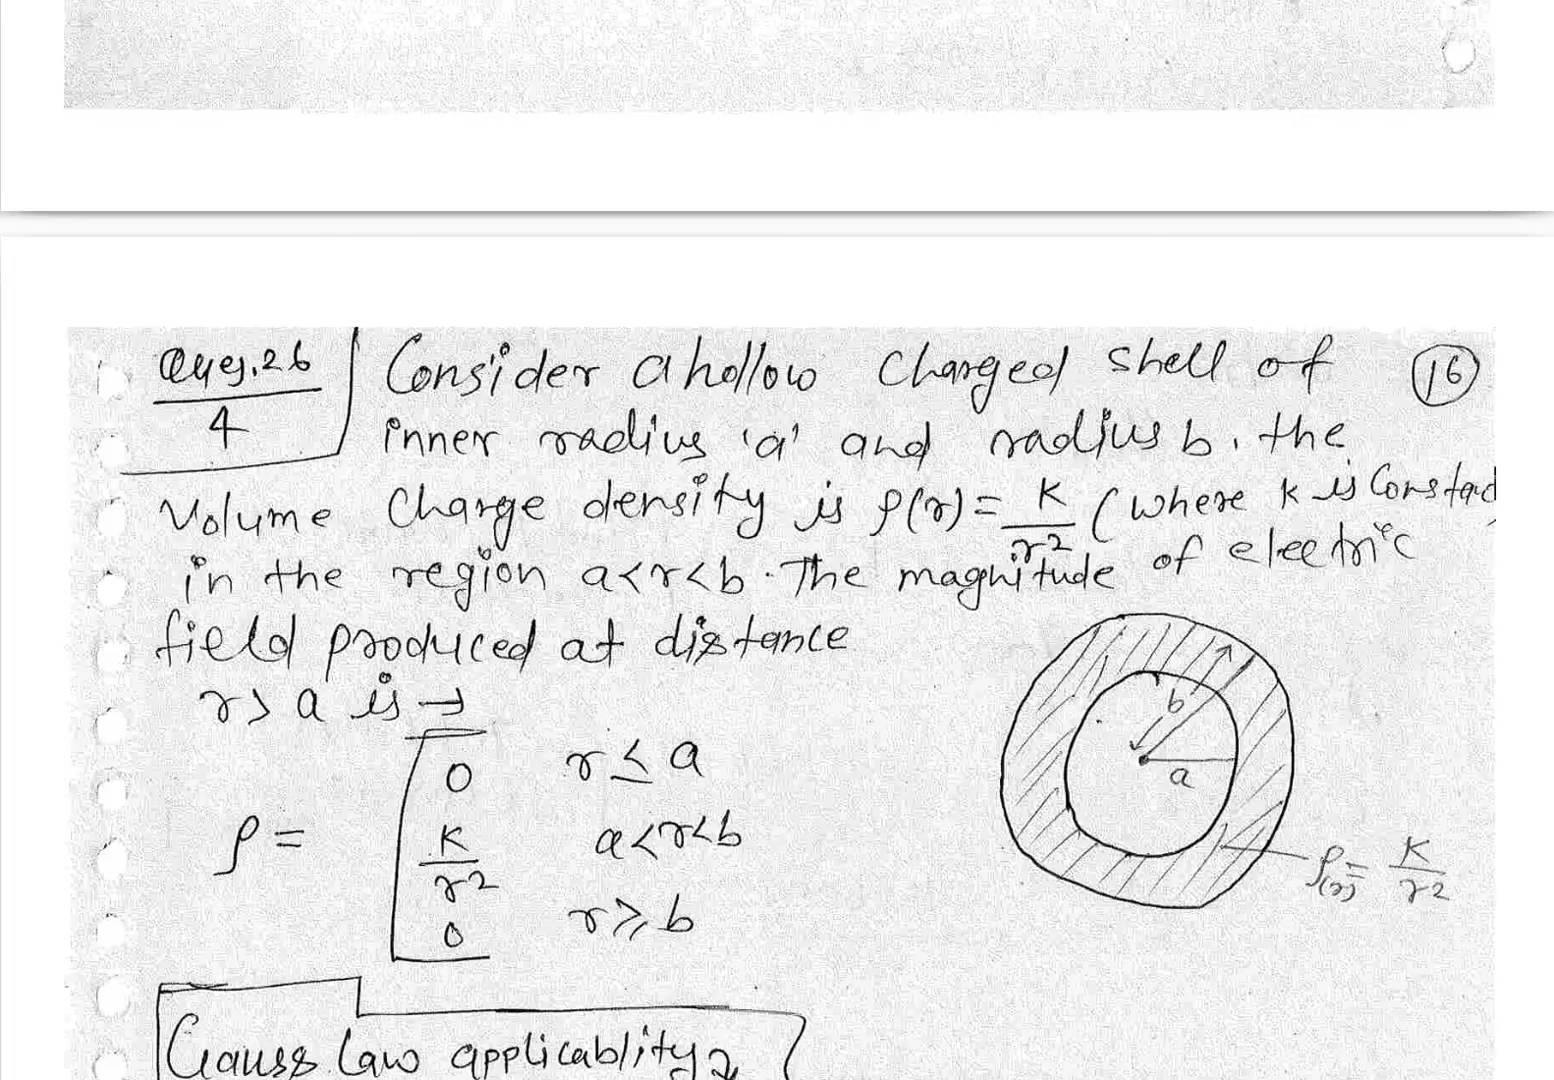 Ques.26
4
Consider a hollow charged shell of
16
inner radius 'a' and radius b. the
Volume Charge density is ρ(r) = K/r2 (where K is Constant
in the region a<r<b. The magnitude of electric
field produced at distance
r> a is →
0 r ≤ a
ρ = K/r2 a<r<b
0 r ≥ b
b
a
ρ(r) = K/r2
Gauss Law applicablity